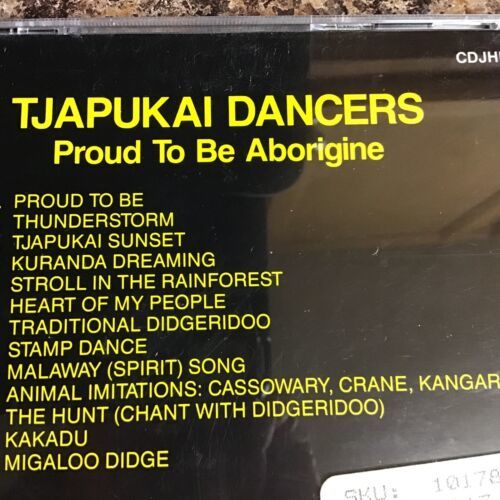 CDJH
TJAPUKAI DANCERS
Proud To Be Aborigine
PROUD TO BE
THUNDERSTORM
TJAPUKAI SUNSET
KURANDA DREAMING
STROLL IN THE RAINFOREST
HEART OF MY PEOPLE
TRADITIONAL DIDGERIDOO
STAMP DANCE
MALAWAY (SPIRIT) SONG
ANIMAL IMITATIONS: CASSOWARY, CRANE, KANGAR
THE HUNT (CHANT WITH DIDGERIDOO)
KAKADU
MIGALOO DIDGE
SKU: 10178